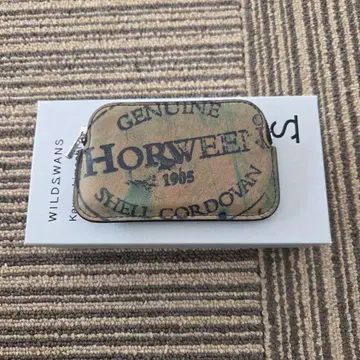 GENUINE
HORWEEN
1905
SHELL CORDOVAN
WILDSWANS